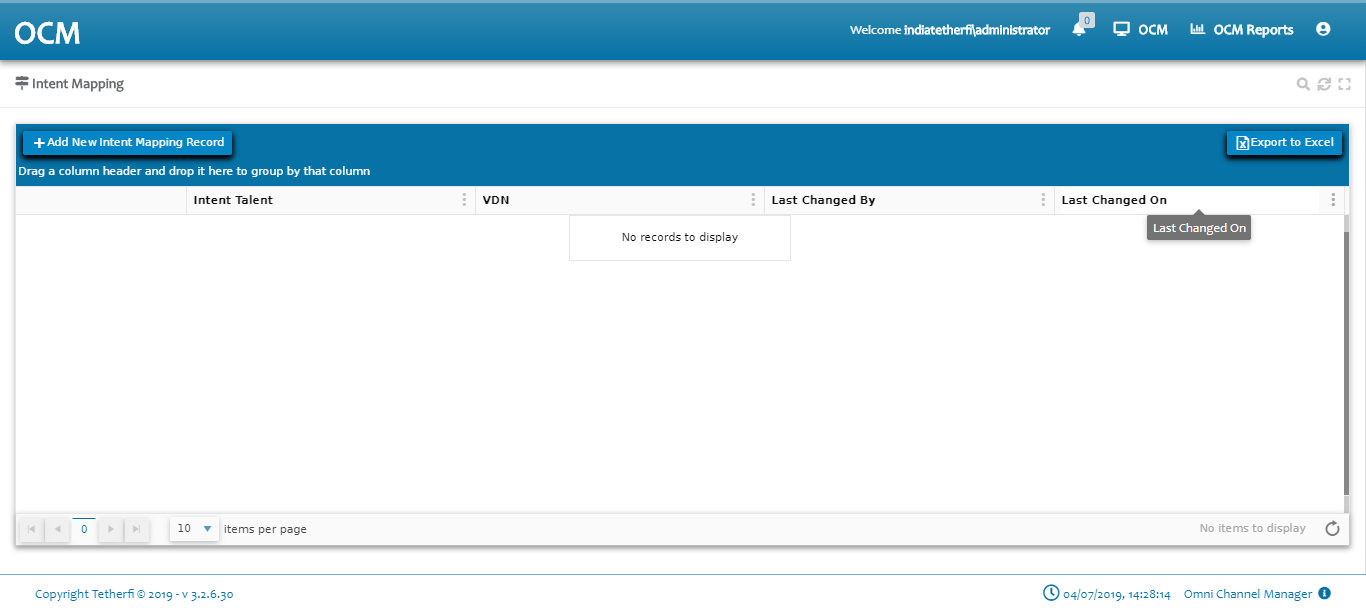 OCM
Welcome indiatetherfi\administrator
0
OCM
OCM Reports
Intent Mapping
Add New Intent Mapping Record
Export to Excel
Drag a column header and drop it here to group by that column
Intent Talent
VDN
Last Changed By
Last Changed On
Last Changed On
No records to display
0
10
items per page
No items to display
Copyright Tetherfi © 2019 - v 3.2.6.30
04/07/2019, 14:28:14
Omni Channel Manager